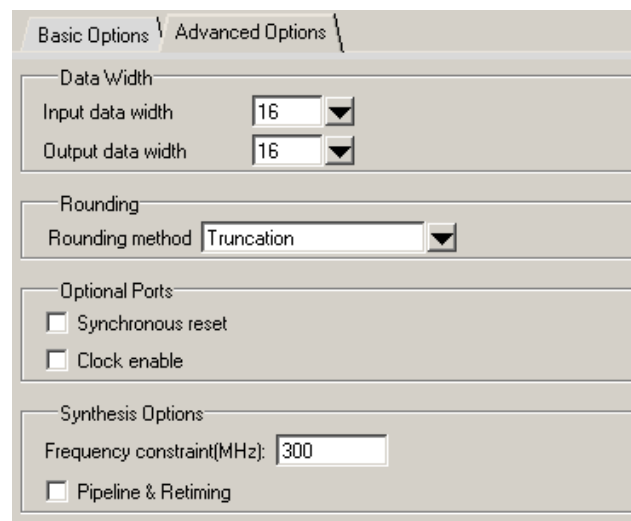 Basic Options Advanced Options
Data Width
Input data width 16
Output data width 16
Rounding
Rounding method Truncation
Optional Ports
Synchronous reset
Clock enable
Synthesis Options
Frequency constraint(MHz): 300
Pipeline & Retiming